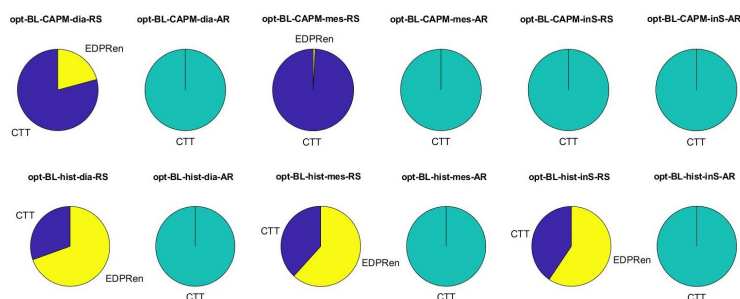 opt-BL-CAPM-dia-RS
opt-BL-CAPM-dia-AR
opt-BL-CAPM-mes-RS
opt-BL-CAPM-mes-AR
opt-BL-CAPM-inS-RS
opt-BL-CAPM-inS-AR
EDPRen
CTT
CTT
EDPRen
CTT
CTT
CTT
CTT
opt-BL-hist-dia-RS
opt-BL-hist-dia-AR
opt-BL-hist-mes-RS
opt-BL-hist-mes-AR
opt-BL-hist-inS-RS
opt-BL-hist-inS-AR
CTT
EDPRen
CTT
CTT
EDPRen
CTT
CTT
EDPRen
CTT